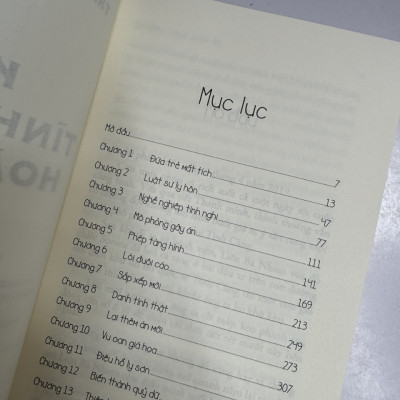 Mục lục
Mở đầu 7
Chương 1 Đứa trẻ mất tích 13
Chương 2 Luật sư ly hôn 47
Chương 3 Nghề nghiệp tình nghi 77
Chương 4 Mô phỏng gây án 111
Chương 5 Phép tàng hình 141
Chương 6 Lòi đuôi cáo 169
Chương 7 Sắp xếp mới 213
Chương 8 Danh tính thật 249
Chương 9 Lại thêm án mới 273
Chương 10 Vu oan giá họa 307
Chương 11 Điệu hổ ly sơn
Chương 12 Biến thành quỷ dữ
Chương 13